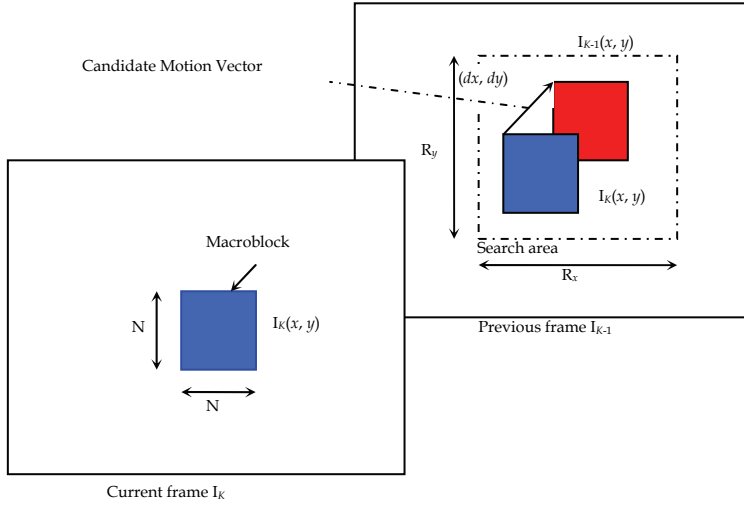 I_{K-1}(x, y)
Candidate Motion Vector
(dx, dy)
R_y
I_K(x, y)
Search area
R_x
Macroblock
N
I_K(x, y)
N
Previous frame I_{K-1}
Current frame I_K